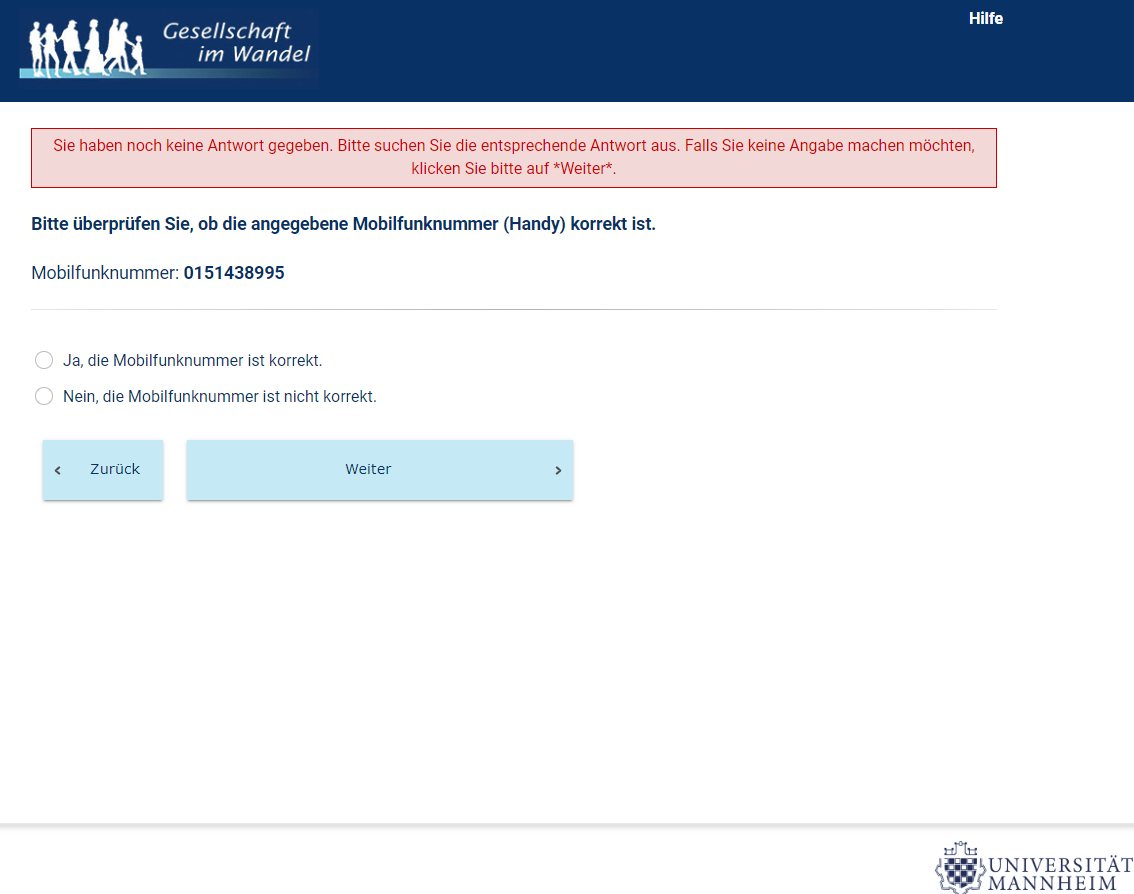 Gesellschaft
im Wandel
Hilfe
Sie haben noch keine Antwort gegeben. Bitte suchen Sie die entsprechende Antwort aus. Falls Sie keine Angabe machen möchten,
klicken Sie bitte auf *Weiter*.
Bitte überprüfen Sie, ob die angegebene Mobilfunknummer (Handy) korrekt ist.
Mobilfunknummer: 0151438995
Ja, die Mobilfunknummer ist korrekt.
Nein, die Mobilfunknummer ist nicht korrekt.
‹ Zurück Weiter ›
UNIVERSITÄT
MANNHEIM